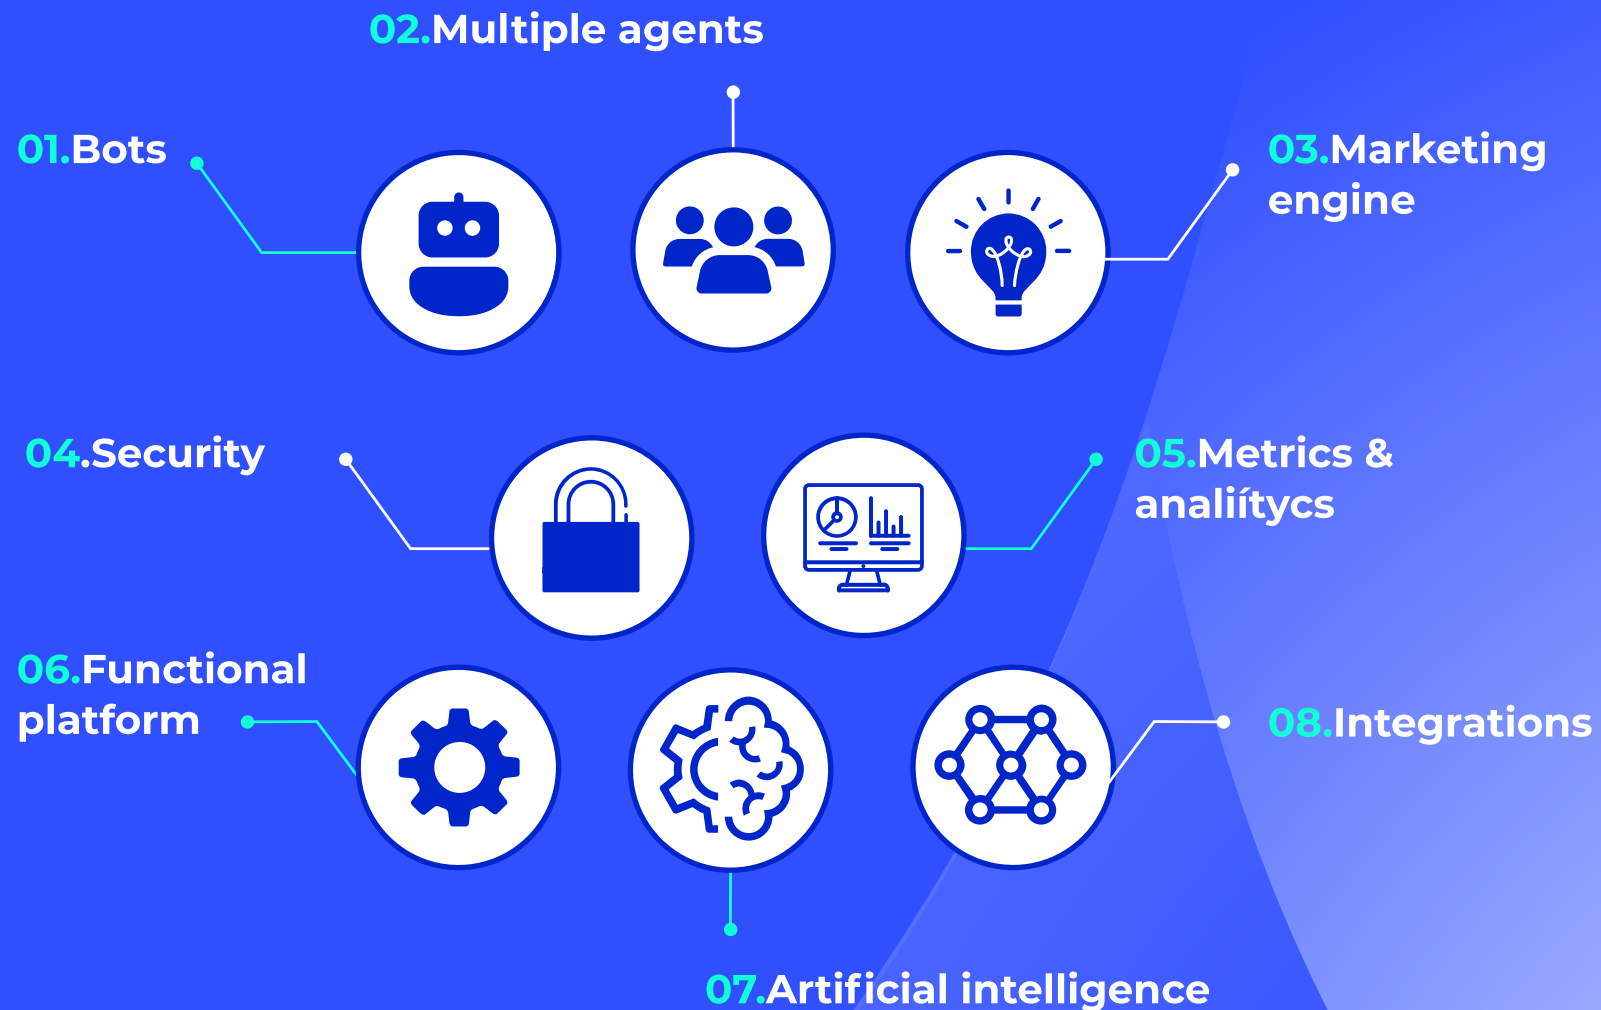 02.Multiple agents
01.Bots
03.Marketing
engine
04.Security
05.Metrics &
analiítycs
06.Functional
platform
08.Integrations
07.Artificial intelligence